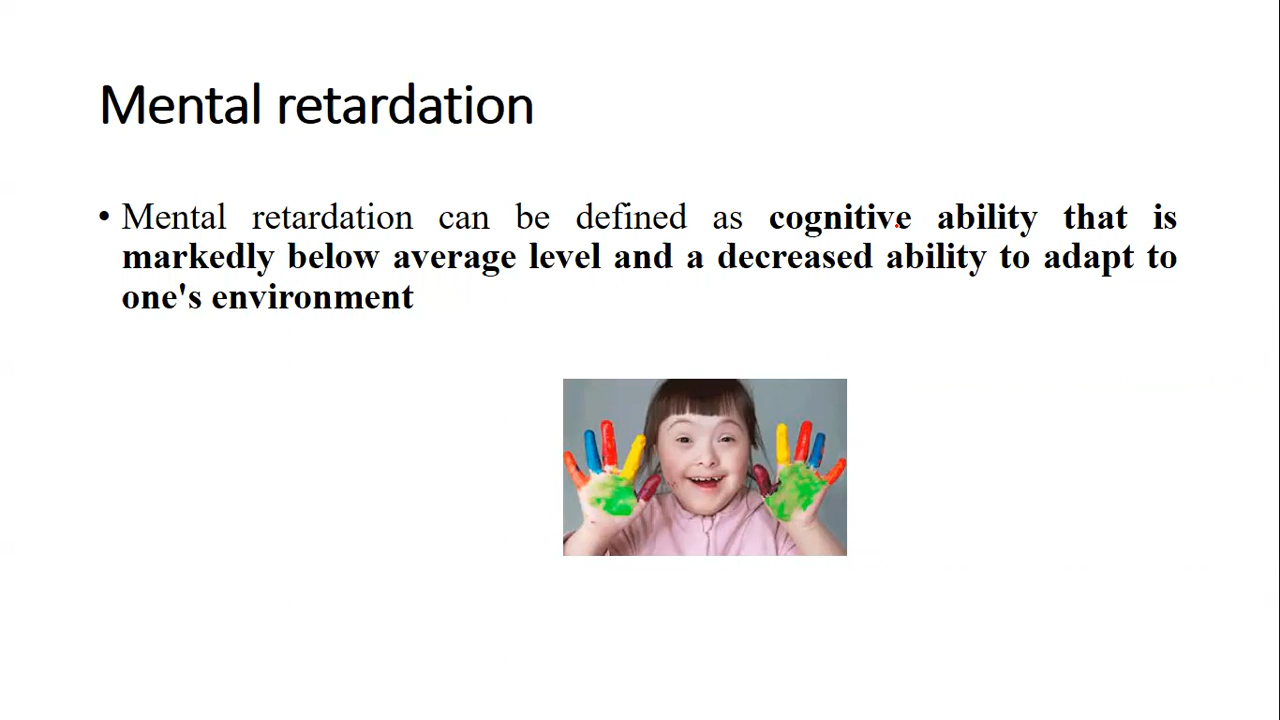 Mental retardation
• Mental retardation can be defined as cognitive ability that is
markedly below average level and a decreased ability to adapt to
one's environment